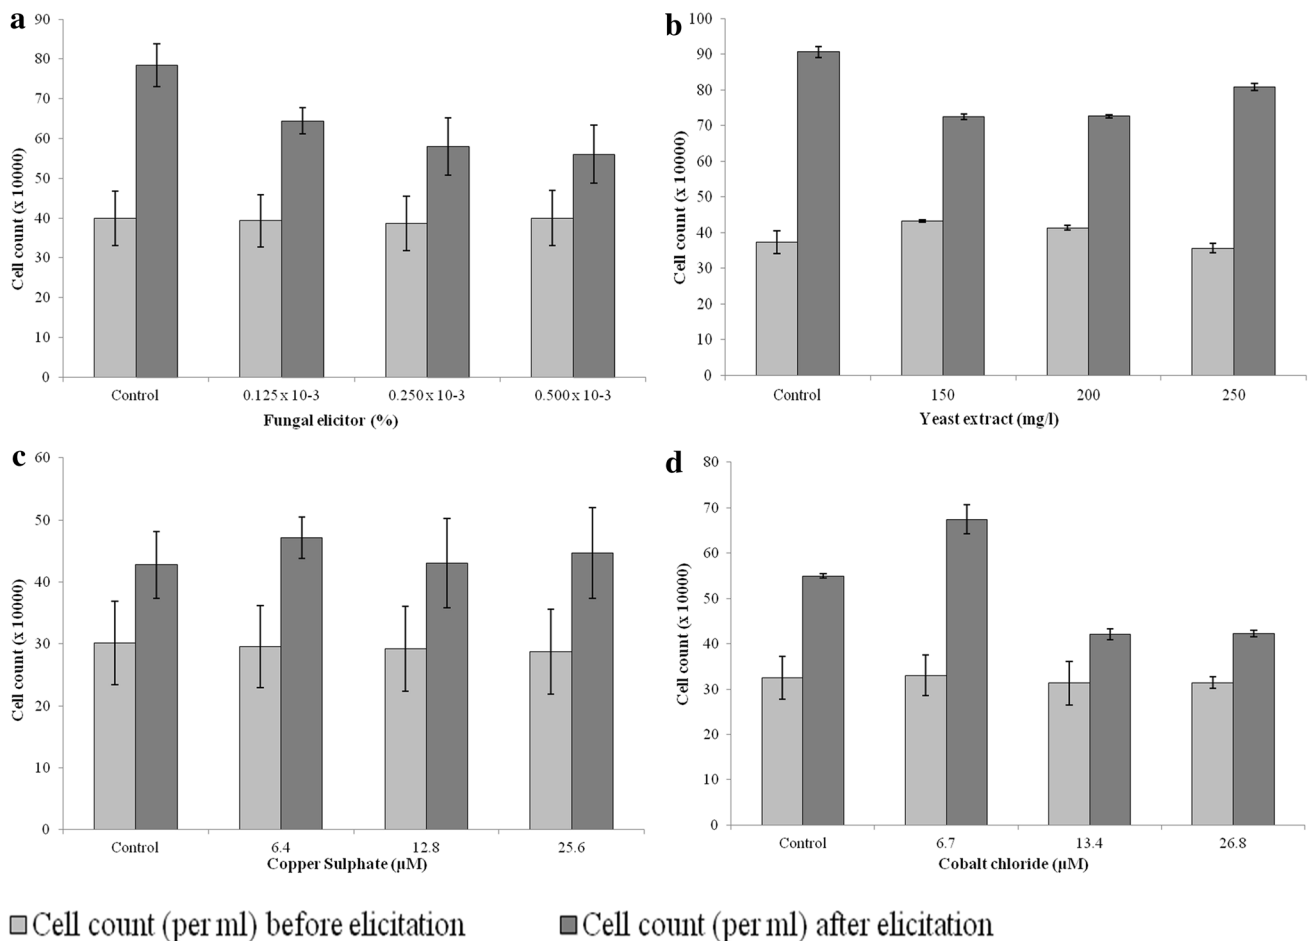 a
90
80
70
60
50
40
30
20
10
0
Cell count (x 10000)
Control
0.125 x 10-3
0.250 x 10-3
0.500 x 10-3
Fungal elicitor (%)
b
100
90
80
70
60
50
40
30
20
10
0
Cell count (x 10000)
Control
150
200
250
Yeast extract (mg/l)
c
60
50
40
30
20
10
0
Cell count (x 10000)
Control
6.4
12.8
25.6
Copper Sulphate (µM)
d
80
70
60
50
40
30
20
10
0
Cell count (x 10000)
Control
6.7
13.4
26.8
Cobalt chloride (µM)
Cell count (per ml) before elicitation
Cell count (per ml) after elicitation